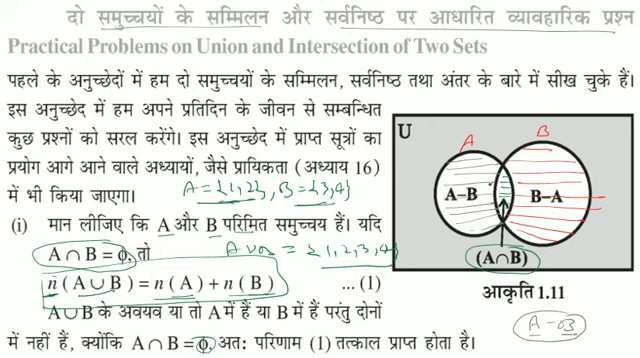 दो समुच्चयों के सम्मिलन और सर्वनिष्ठ पर आधारित व्यावहारिक प्रश्न
Practical Problems on Union and Intersection of Two Sets
पहले के अनुच्छेदों में हम दो समुच्चयों के सम्मिलन, सर्वनिष्ठ तथा अंतर के बारे में सीख चुके हैं।
इस अनुच्छेद में हम अपने प्रतिदिन के जीवन से सम्बन्धित
कुछ प्रश्नों को सरल करेंगे। इस अनुच्छेद में प्राप्त सूत्रों का
प्रयोग आगे आने वाले अध्यायों, जैसे प्रायिकता (अध्याय 16)
में भी किया जाएगा।
A = {1,2}, B = {3,4}
(i) मान लीजिए कि A और B परिमित समुच्चय हैं। यदि
A ∩ B = ϕ, तो
A ∪ B = {1,2,3,4}
n (A ∪ B) = n (A) + n (B) ... (1)
A ∪ B के अवयव या तो A में हैं या B में हैं परंतु दोनों
में नहीं हैं, क्योंकि A ∩ B = ϕ, अतः परिणाम (1) तत्काल प्राप्त होता है।
U
A
B
A–B
B–A
(A∩B)
आकृति 1.11
A - B